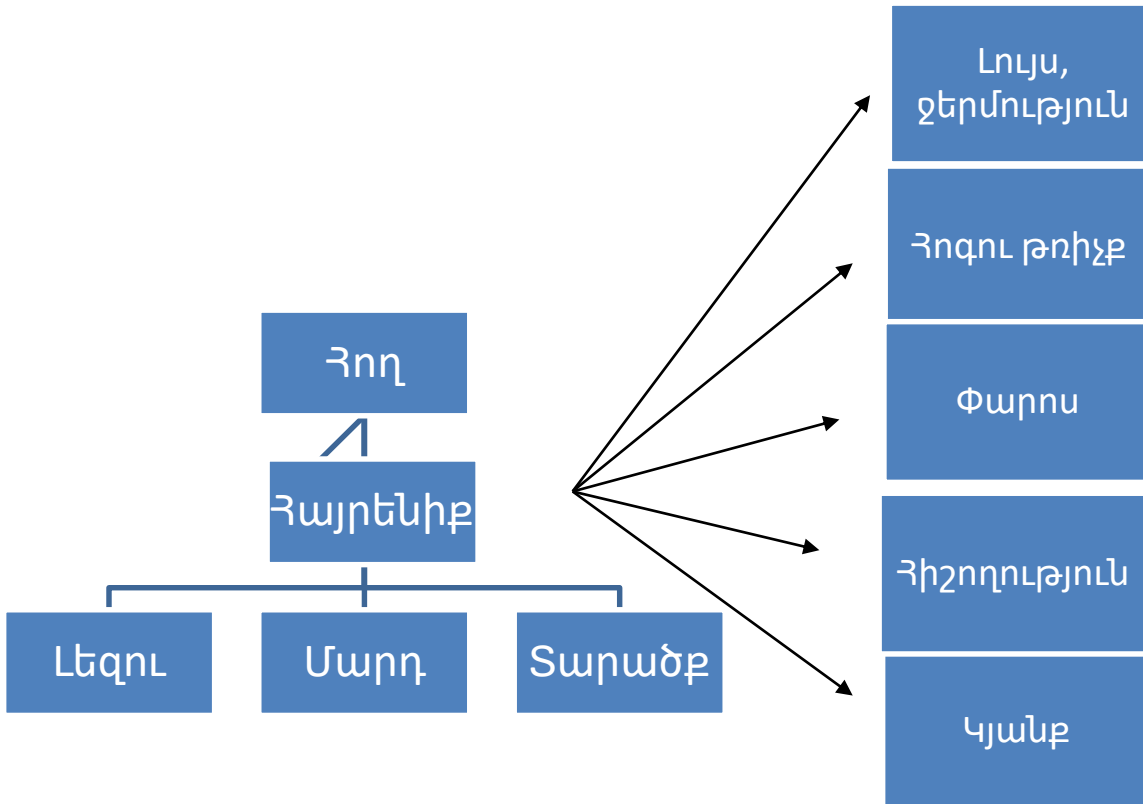 Լույս,
ջերմություն
Հոգու թռիչք
Հող
Փարոս
Հայրենիք
Հիշողություն
Լեզու
Մարդ
Տարածք
Կյանք